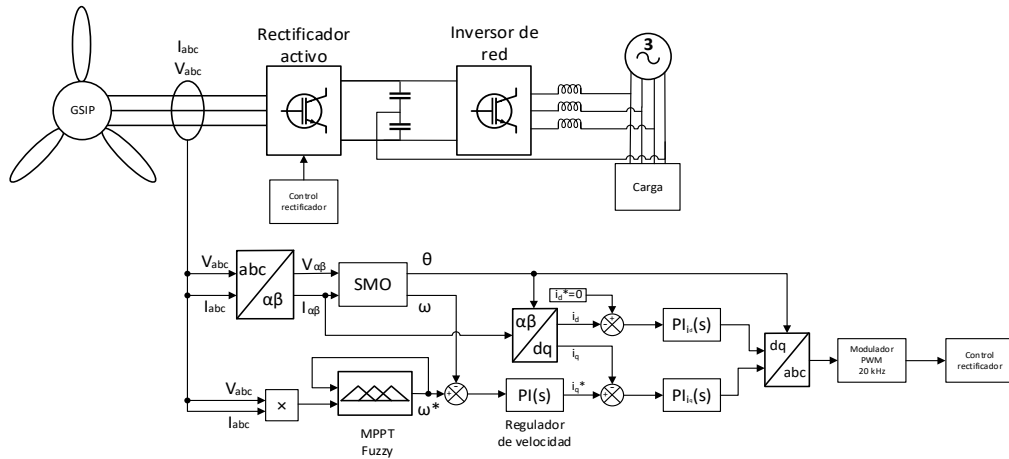 I abc
V abc
GSIP
Rectificador
activo
Inversor de
red
3
Control
rectificador
Carga
V abc
I abc
abc
αβ
V αβ
I αβ
SMO
θ
ω
i d *=0
αβ
dq
i d
i q
+
-
PI i d (s)
dq
abc
Modulador
PWM
20 kHz
Control
rectificador
V abc
I abc
×
MPPT
Fuzzy
ω*
+
-
PI(s)
Regulador
de velocidad
i q *
+
-
PI i q (s)